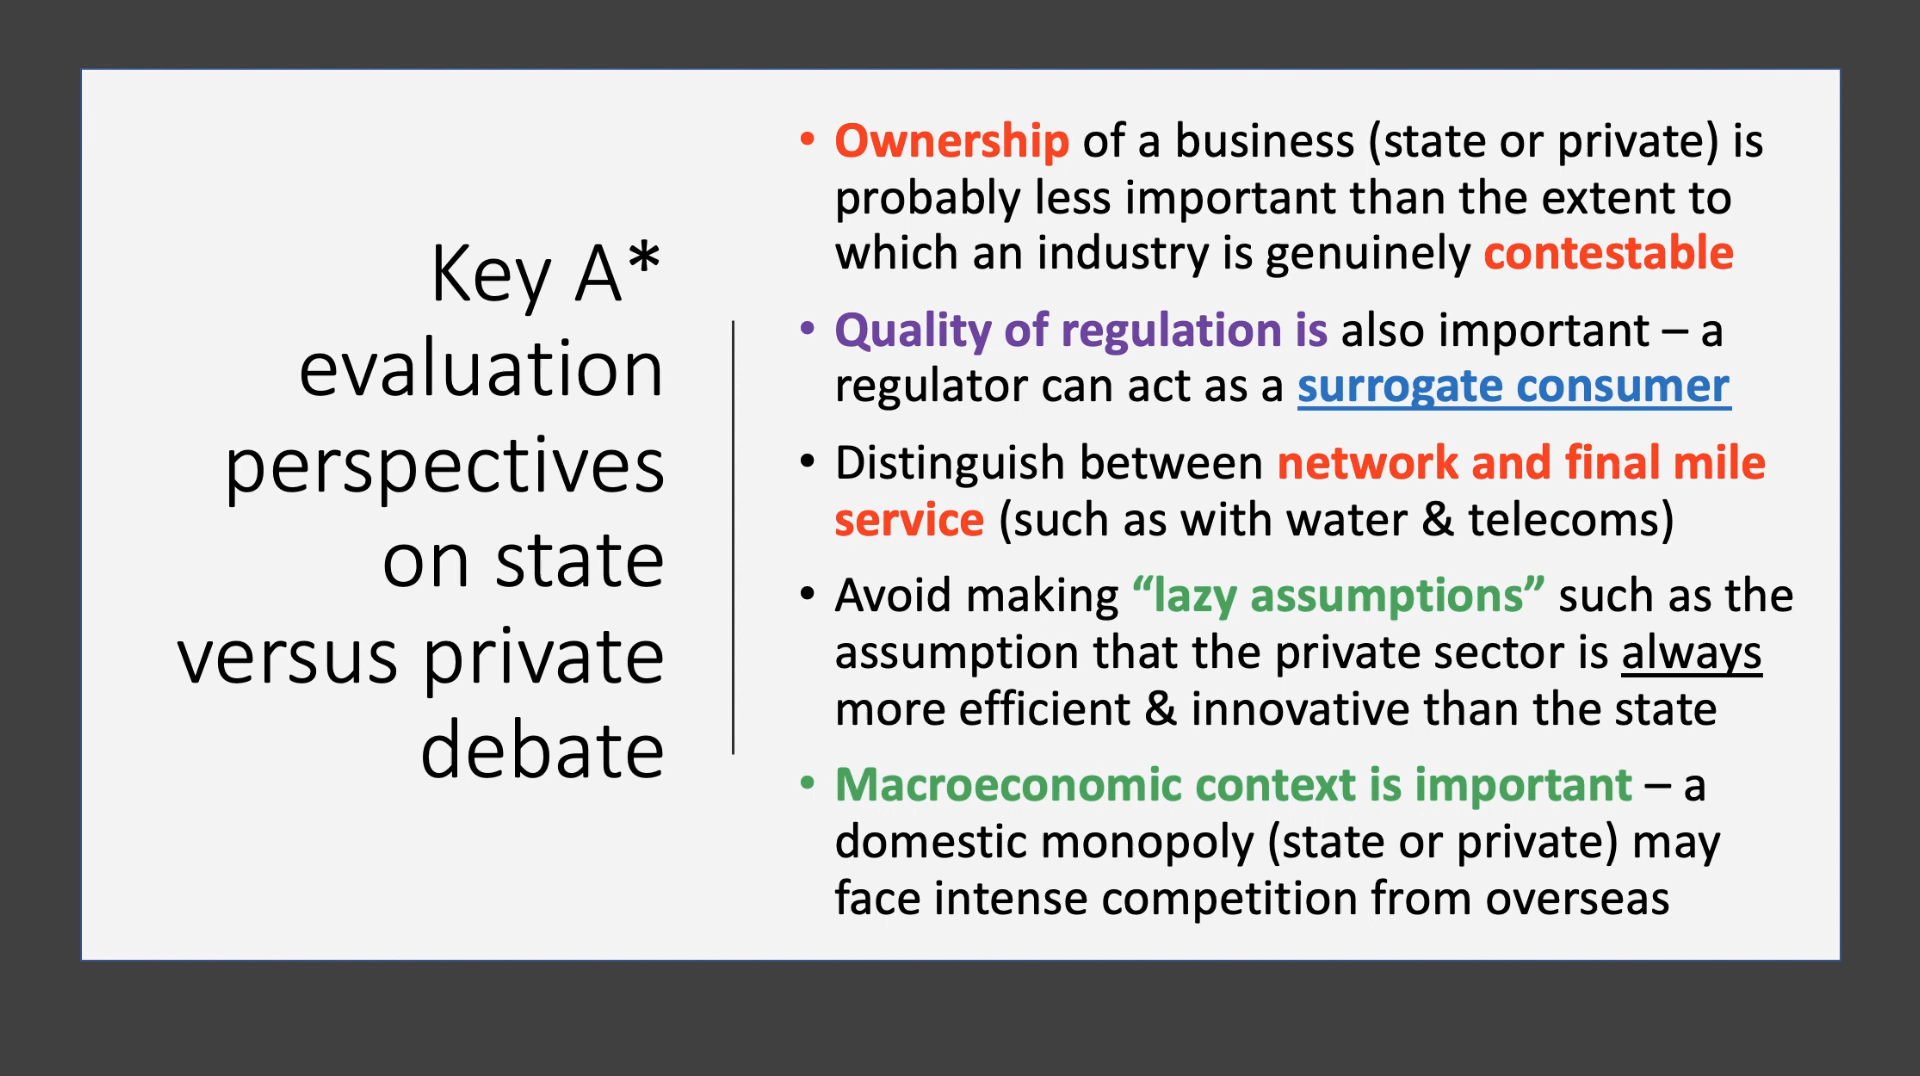 Key A*
evaluation
perspectives
on state
versus private
debate
• Ownership of a business (state or private) is
probably less important than the extent to
which an industry is genuinely contestable
• Quality of regulation is also important – a
regulator can act as a surrogate consumer
• Distinguish between network and final mile
service (such as with water & telecoms)
• Avoid making “lazy assumptions” such as the
assumption that the private sector is always
more efficient & innovative than the state
• Macroeconomic context is important – a
domestic monopoly (state or private) may
face intense competition from overseas